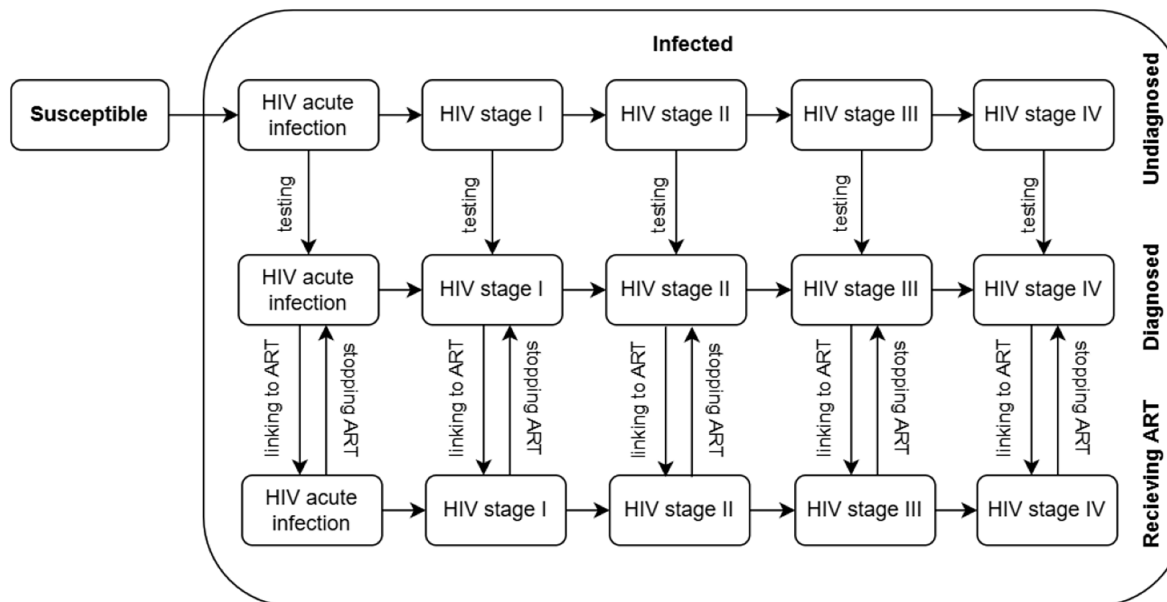 Infected
Susceptible
HIV acute
infection
HIV stage I
HIV stage II
HIV stage III
HIV stage IV
Undiagnosed
testing
testing
testing
testing
testing
HIV acute
infection
HIV stage I
HIV stage II
HIV stage III
HIV stage IV
Diagnosed
linking to ART
stopping ART
linking to ART
stopping ART
linking to ART
stopping ART
linking to ART
stopping ART
linking to ART
stopping ART
HIV acute
infection
HIV stage I
HIV stage II
HIV stage III
HIV stage IV
Recieving ART